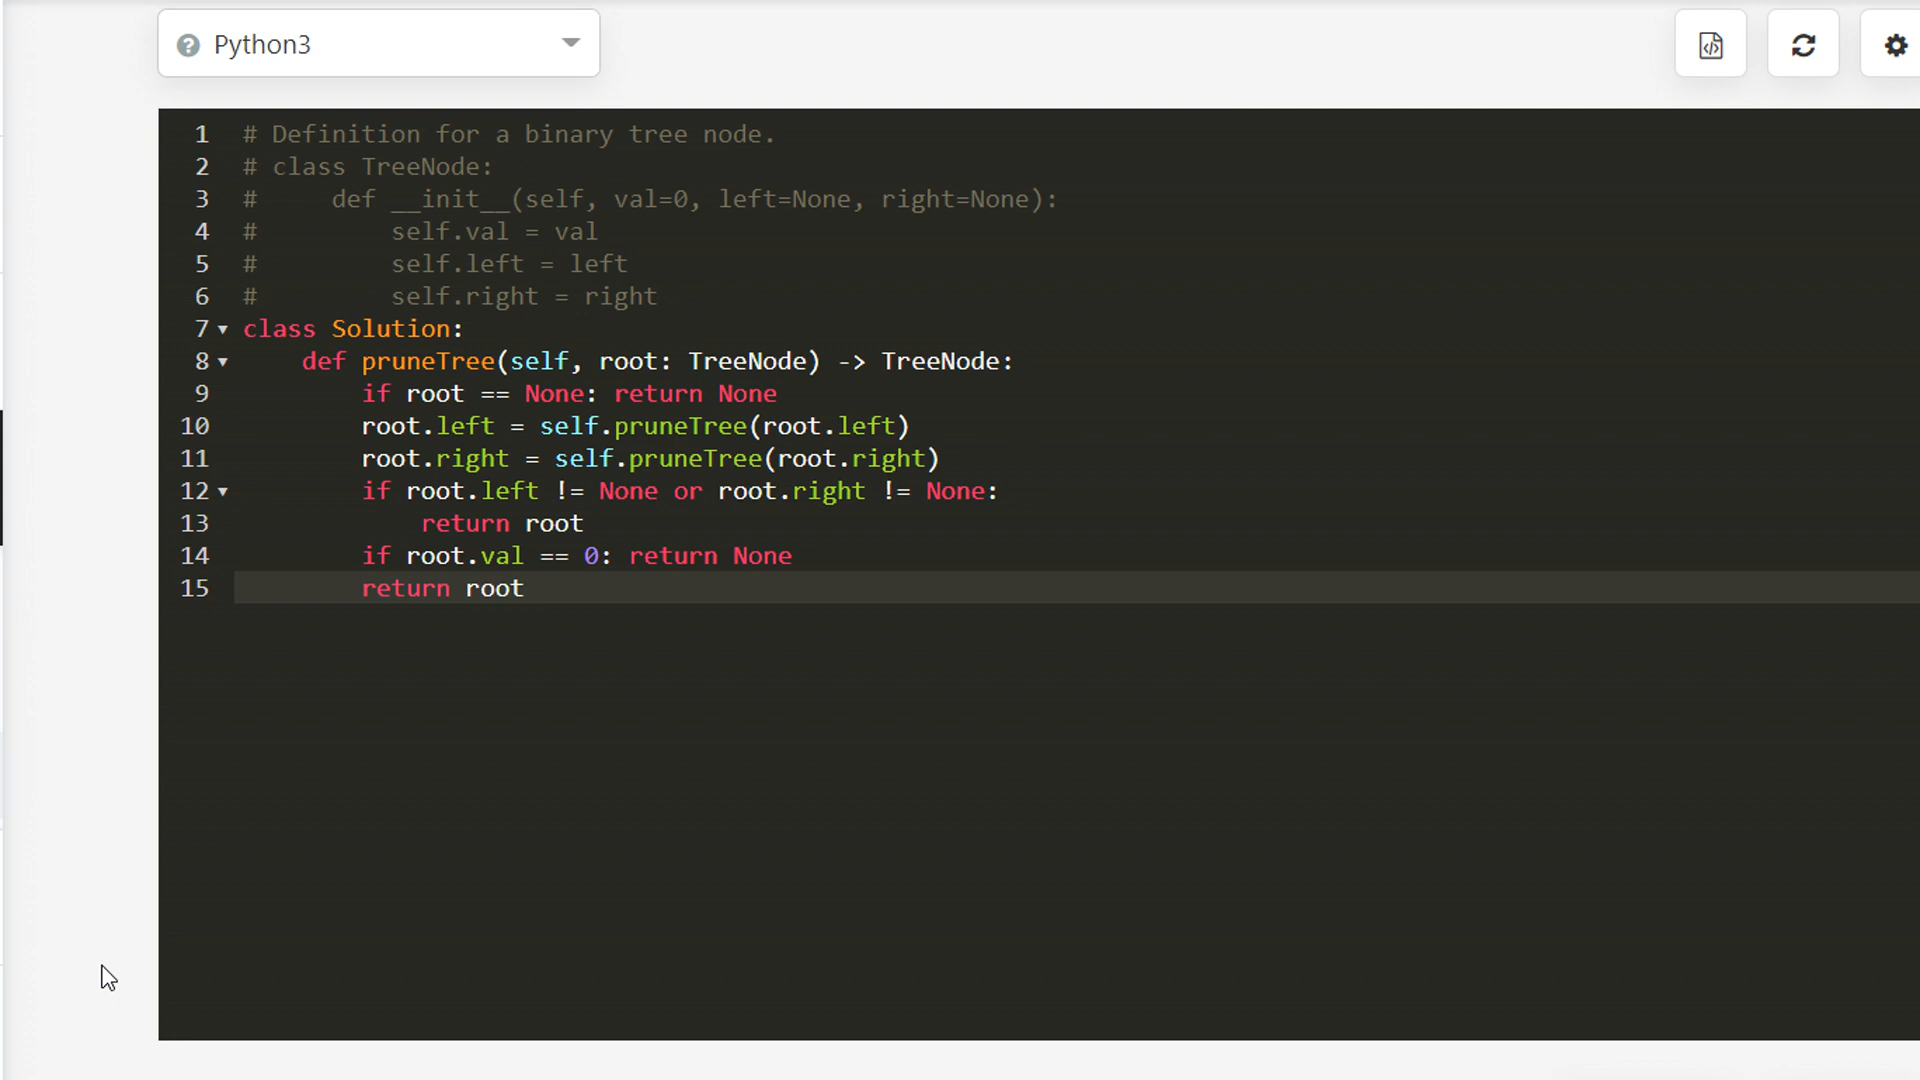 Python3
1 # Definition for a binary tree node.
2 # class TreeNode:
3 #     def __init__(self, val=0, left=None, right=None):
4 #         self.val = val
5 #         self.left = left
6 #         self.right = right
7 class Solution:
8     def pruneTree(self, root: TreeNode) -> TreeNode:
9         if root == None: return None
10         root.left = self.pruneTree(root.left)
11         root.right = self.pruneTree(root.right)
12         if root.left != None or root.right != None:
13             return root
14         if root.val == 0: return None
15         return root